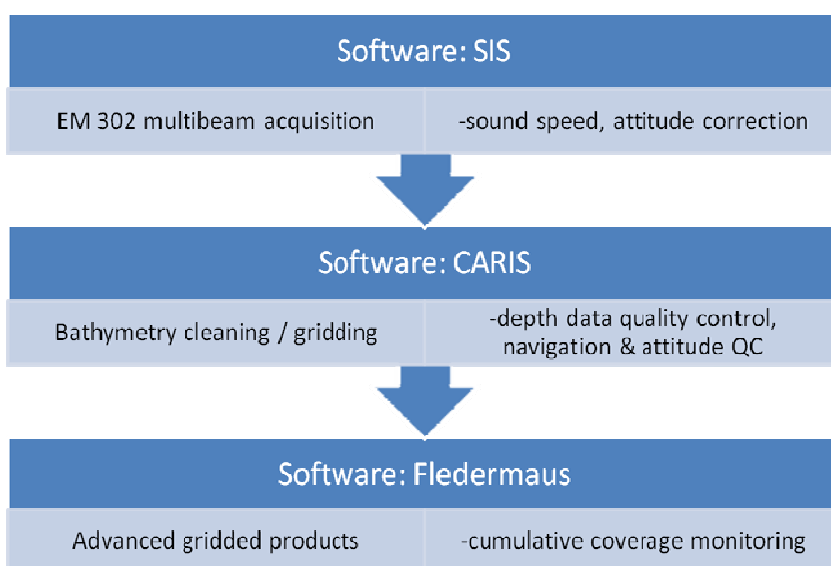 Software: SIS
EM 302 multibeam acquisition
-sound speed, attitude correction
Software: CARIS
Bathymetry cleaning / gridding
-depth data quality control,
navigation & attitude QC
Software: Fledermaus
Advanced gridded products
-cumulative coverage monitoring